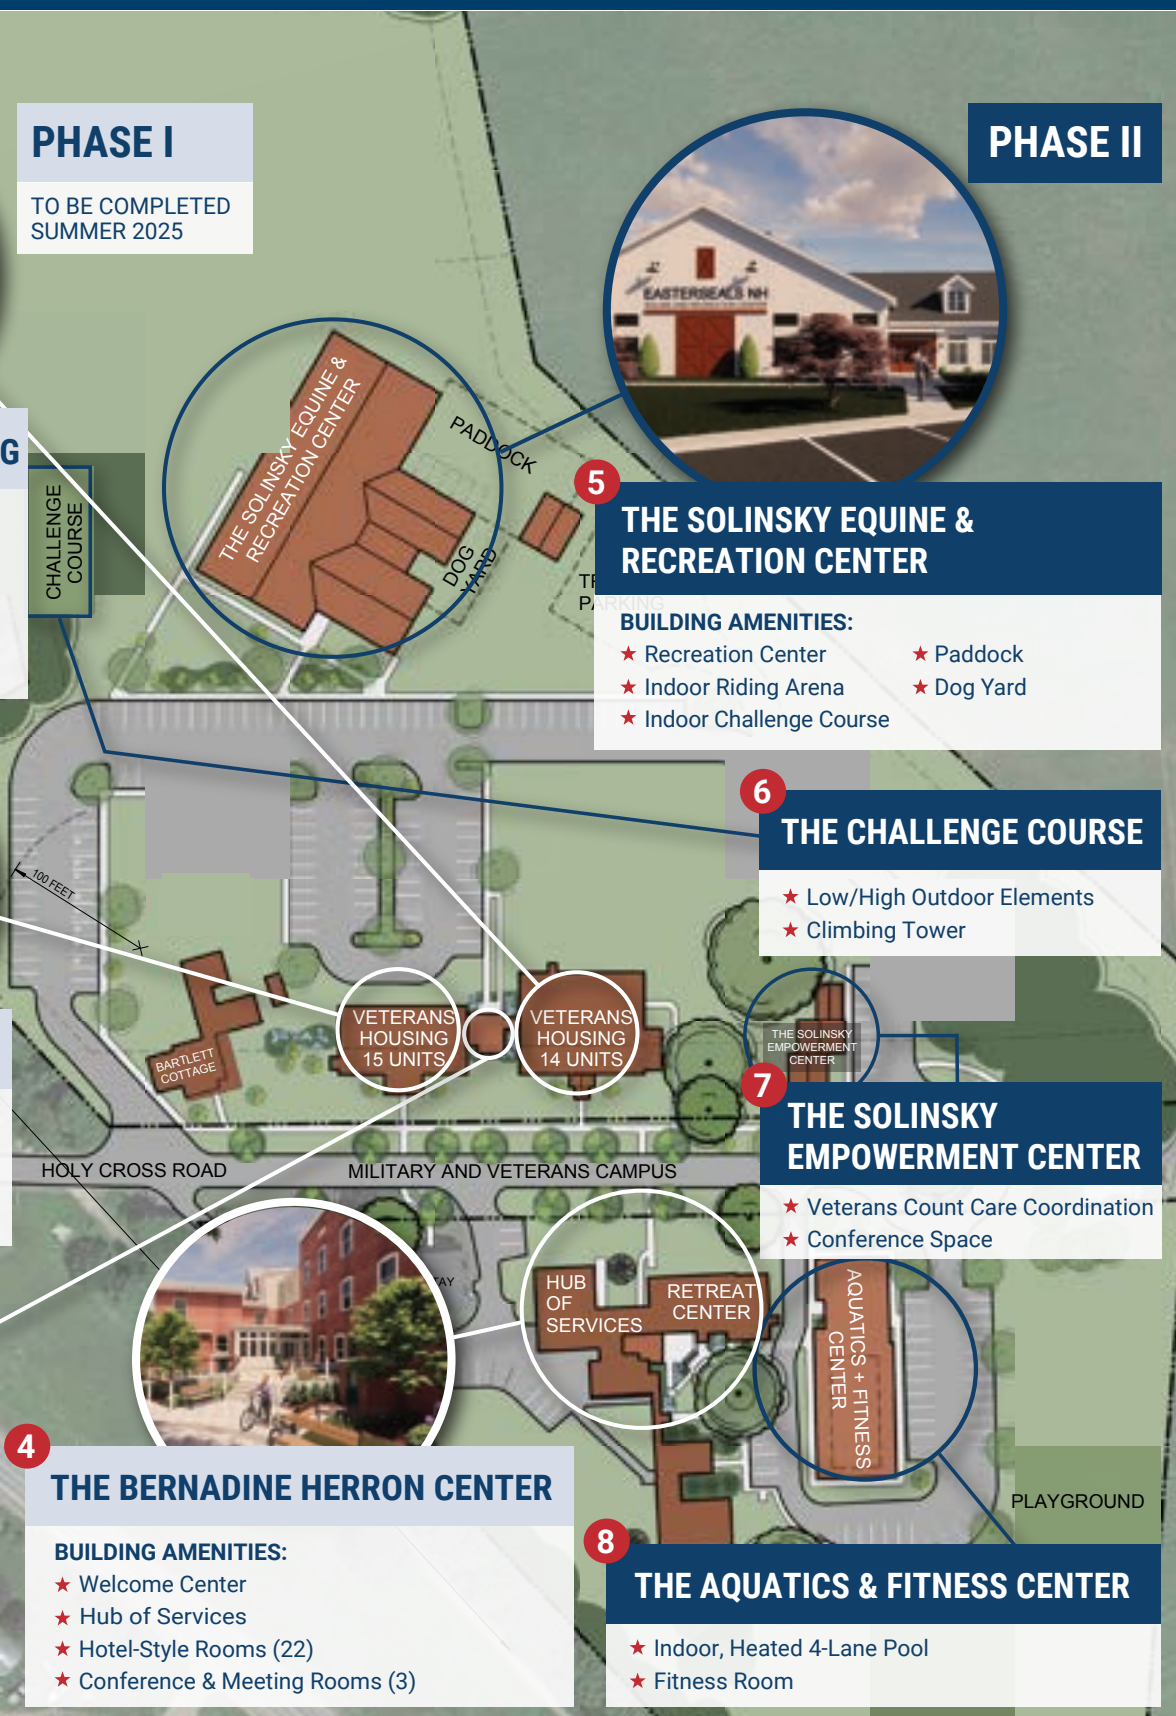 PHASE I
TO BE COMPLETED
SUMMER 2025
PHASE II
EASTERSEALS NH
THE SOLINSKY EQUINE &
RECREATION CENTER
PADDOCK
DOG
YARD
PARKING
G
CHALLENGE
COURSE
5
THE SOLINSKY EQUINE &
RECREATION CENTER
BUILDING AMENITIES:
★ Recreation Center
★ Indoor Riding Arena
★ Indoor Challenge Course
★ Paddock
★ Dog Yard
6
THE CHALLENGE COURSE
★ Low/High Outdoor Elements
★ Climbing Tower
100 FEET
BARTLETT
COTTAGE
VETERANS
HOUSING
15 UNITS
VETERANS
HOUSING
14 UNITS
THE SOLINSKY
EMPOWERMENT
CENTER
7
THE SOLINSKY
EMPOWERMENT CENTER
★ Veterans Count Care Coordination
★ Conference Space
HOLY CROSS ROAD
MILITARY AND VETERANS CAMPUS
HUB
OF
SERVICES
RETREAT
CENTER
AQUATICS + FITNESS
CENTER
PLAYGROUND
4
THE BERNADINE HERRON CENTER
BUILDING AMENITIES:
★ Welcome Center
★ Hub of Services
★ Hotel-Style Rooms (22)
★ Conference & Meeting Rooms (3)
8
THE AQUATICS & FITNESS CENTER
★ Indoor, Heated 4-Lane Pool
★ Fitness Room